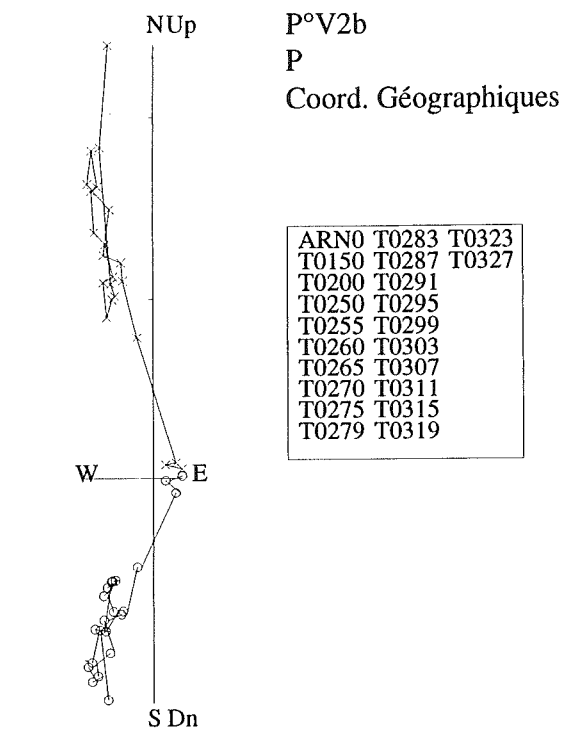 N Up
P°V2b
P
Coord. Géographiques
ARN0 T0283 T0323
T0150 T0287 T0327
T0200 T0291
T0250 T0295
T0255 T0299
T0260 T0303
T0265 T0307
T0270 T0311
T0275 T0315
T0279 T0319
W E
S Dn